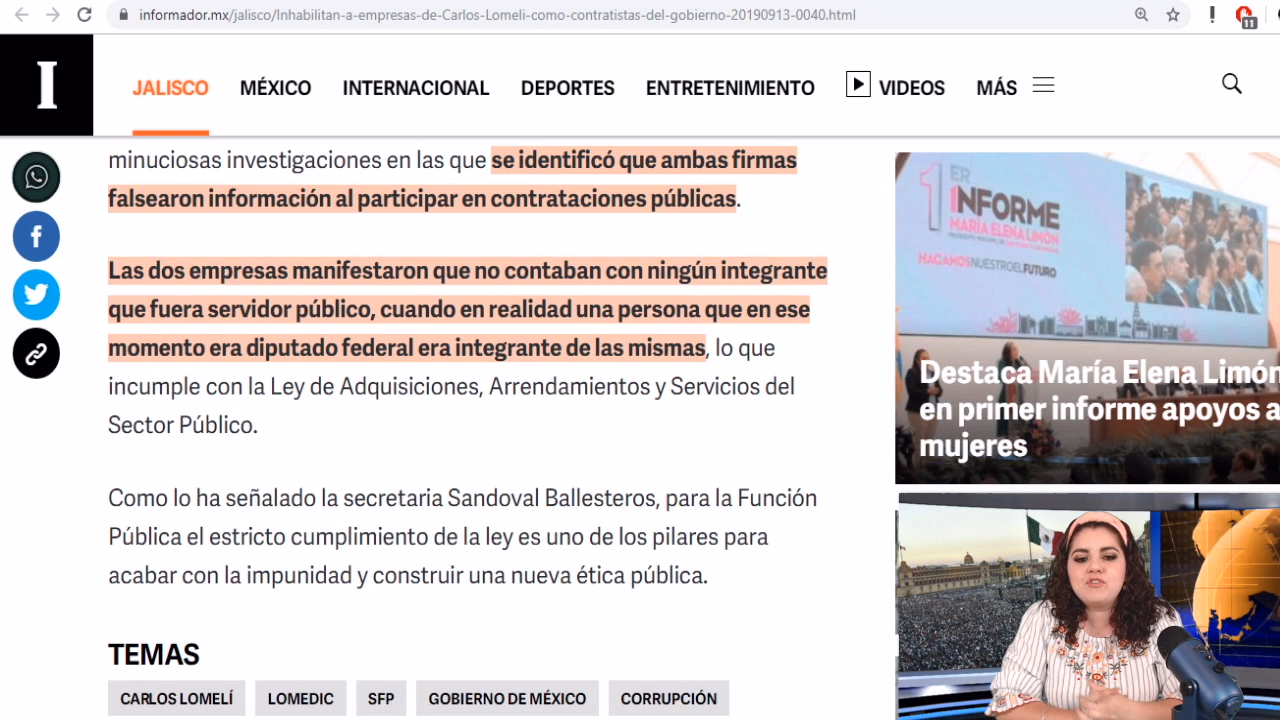 informador.mx/jalisco/Inhabilitan-a-empresas-de-Carlos-Lomeli-como-contratistas-del-gobierno-20190913-0040.html
11
I
JALISCO MÉXICO INTERNACIONAL DEPORTES ENTRETENIMIENTO VIDEOS MÁS
minuciosas investigaciones en las que se identificó que ambas firmas
falsearon información al participar en contrataciones públicas.
Las dos empresas manifestaron que no contaban con ningún integrante
que fuera servidor público, cuando en realidad una persona que en ese
momento era diputado federal era integrante de las mismas, lo que
incumple con la Ley de Adquisiciones, Arrendamientos y Servicios del
Sector Público.
Como lo ha señalado la secretaria Sandoval Ballesteros, para la Función
Pública el estricto cumplimiento de la ley es uno de los pilares para
acabar con la impunidad y construir una nueva ética pública.
TEMAS
CARLOS LOMELÍ LOMEDIC SFP GOBIERNO DE MÉXICO CORRUPCIÓN
1ER
INFORME
MARÍA ELENA LIMÓN
HAGAMOSNUESTROELFUTURO
Destaca María Elena Limón
en primer informe apoyos a
mujeres